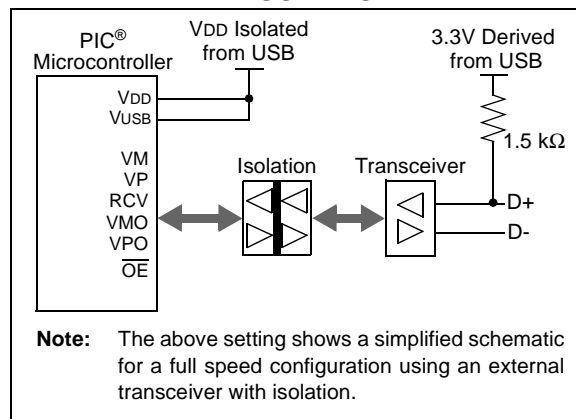 PIC®
Microcontroller
VDD Isolated
from USB
3.3V Derived
from USB
VDD
VUSB
1.5 kΩ
VM
VP
RCV
VMO
VPO
OE
Isolation
Transceiver
D+
D-
Note: The above setting shows a simplified schematic
for a full speed configuration using an external
transceiver with isolation.